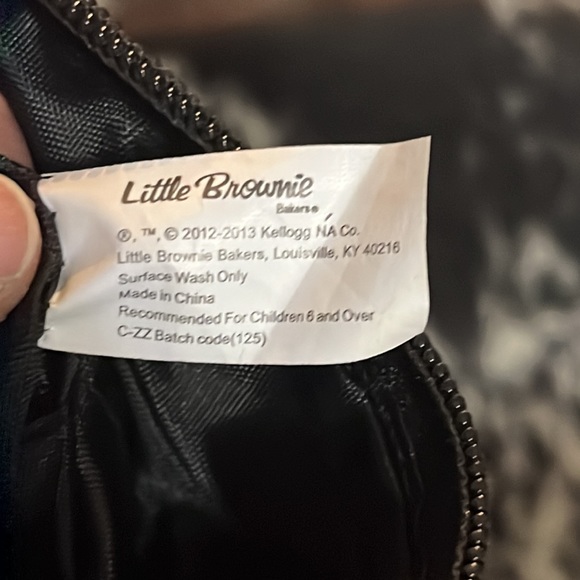 Little Brownie
Bakers®
®, ™, © 2012-2013 Kellogg NA Co.
Little Brownie Bakers, Louisville, KY 40216
Surface Wash Only
Made in China
Recommended For Children 6 and Over
C-ZZ Batch code(125)